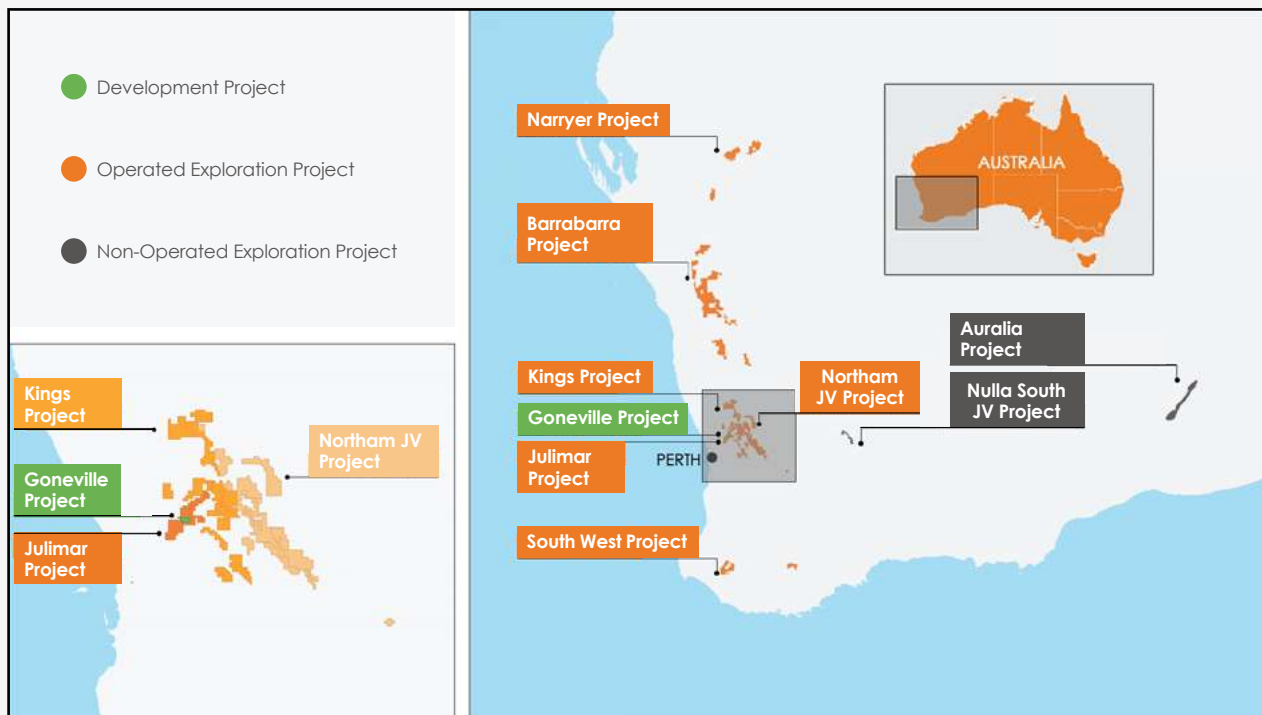 Development Project
Operated Exploration Project
Non-Operated Exploration Project
Kings
Project
Northam JV
Project
Goneville
Project
Julimar
Project
Narryer Project
AUSTRALIA
Barrabarra
Project
Auralia
Project
Kings Project
Northam
JV Project
Nulla South
JV Project
Goneville Project
Julimar
Project
PERTH
South West Project